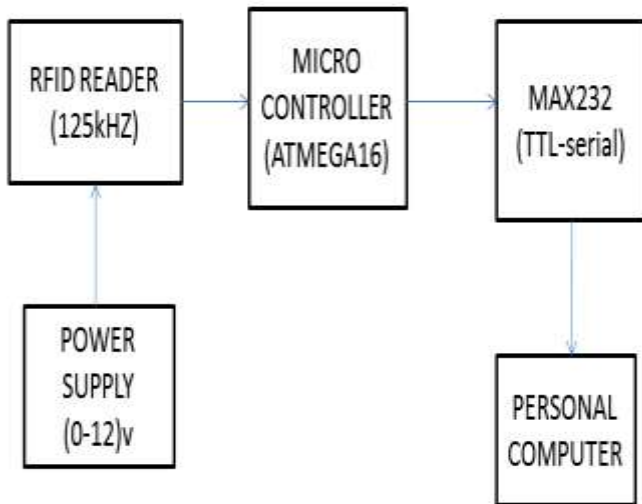 RFID READER
(125kHZ)
MICRO
CONTROLLER
(ATMEGA16)
MAX232
(TTL-serial)
POWER
SUPPLY
(0-12)v
PERSONAL
COMPUTER